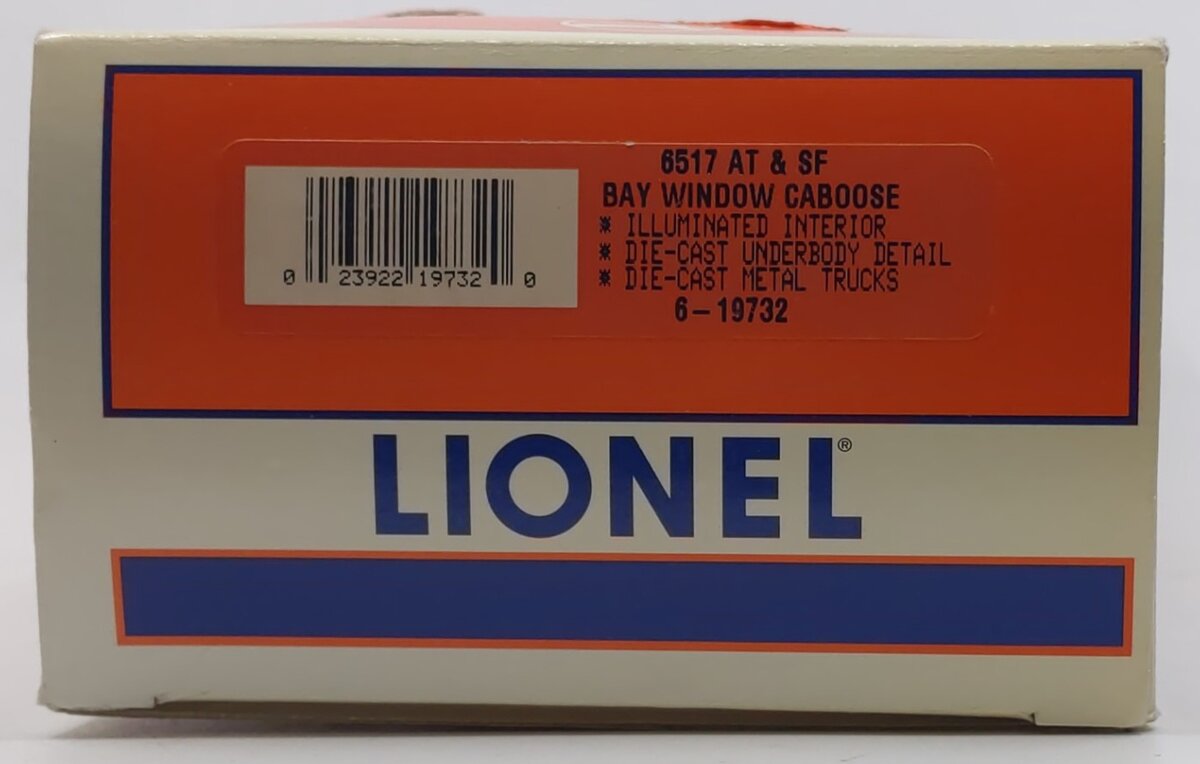 6517 AT & SF
BAY WINDOW CABOOSE
* ILLUMINATED INTERIOR
* DIE-CAST UNDERBODY DETAIL
* DIE-CAST METAL TRUCKS
6-19732
0 23922 19732 0
LIONEL®